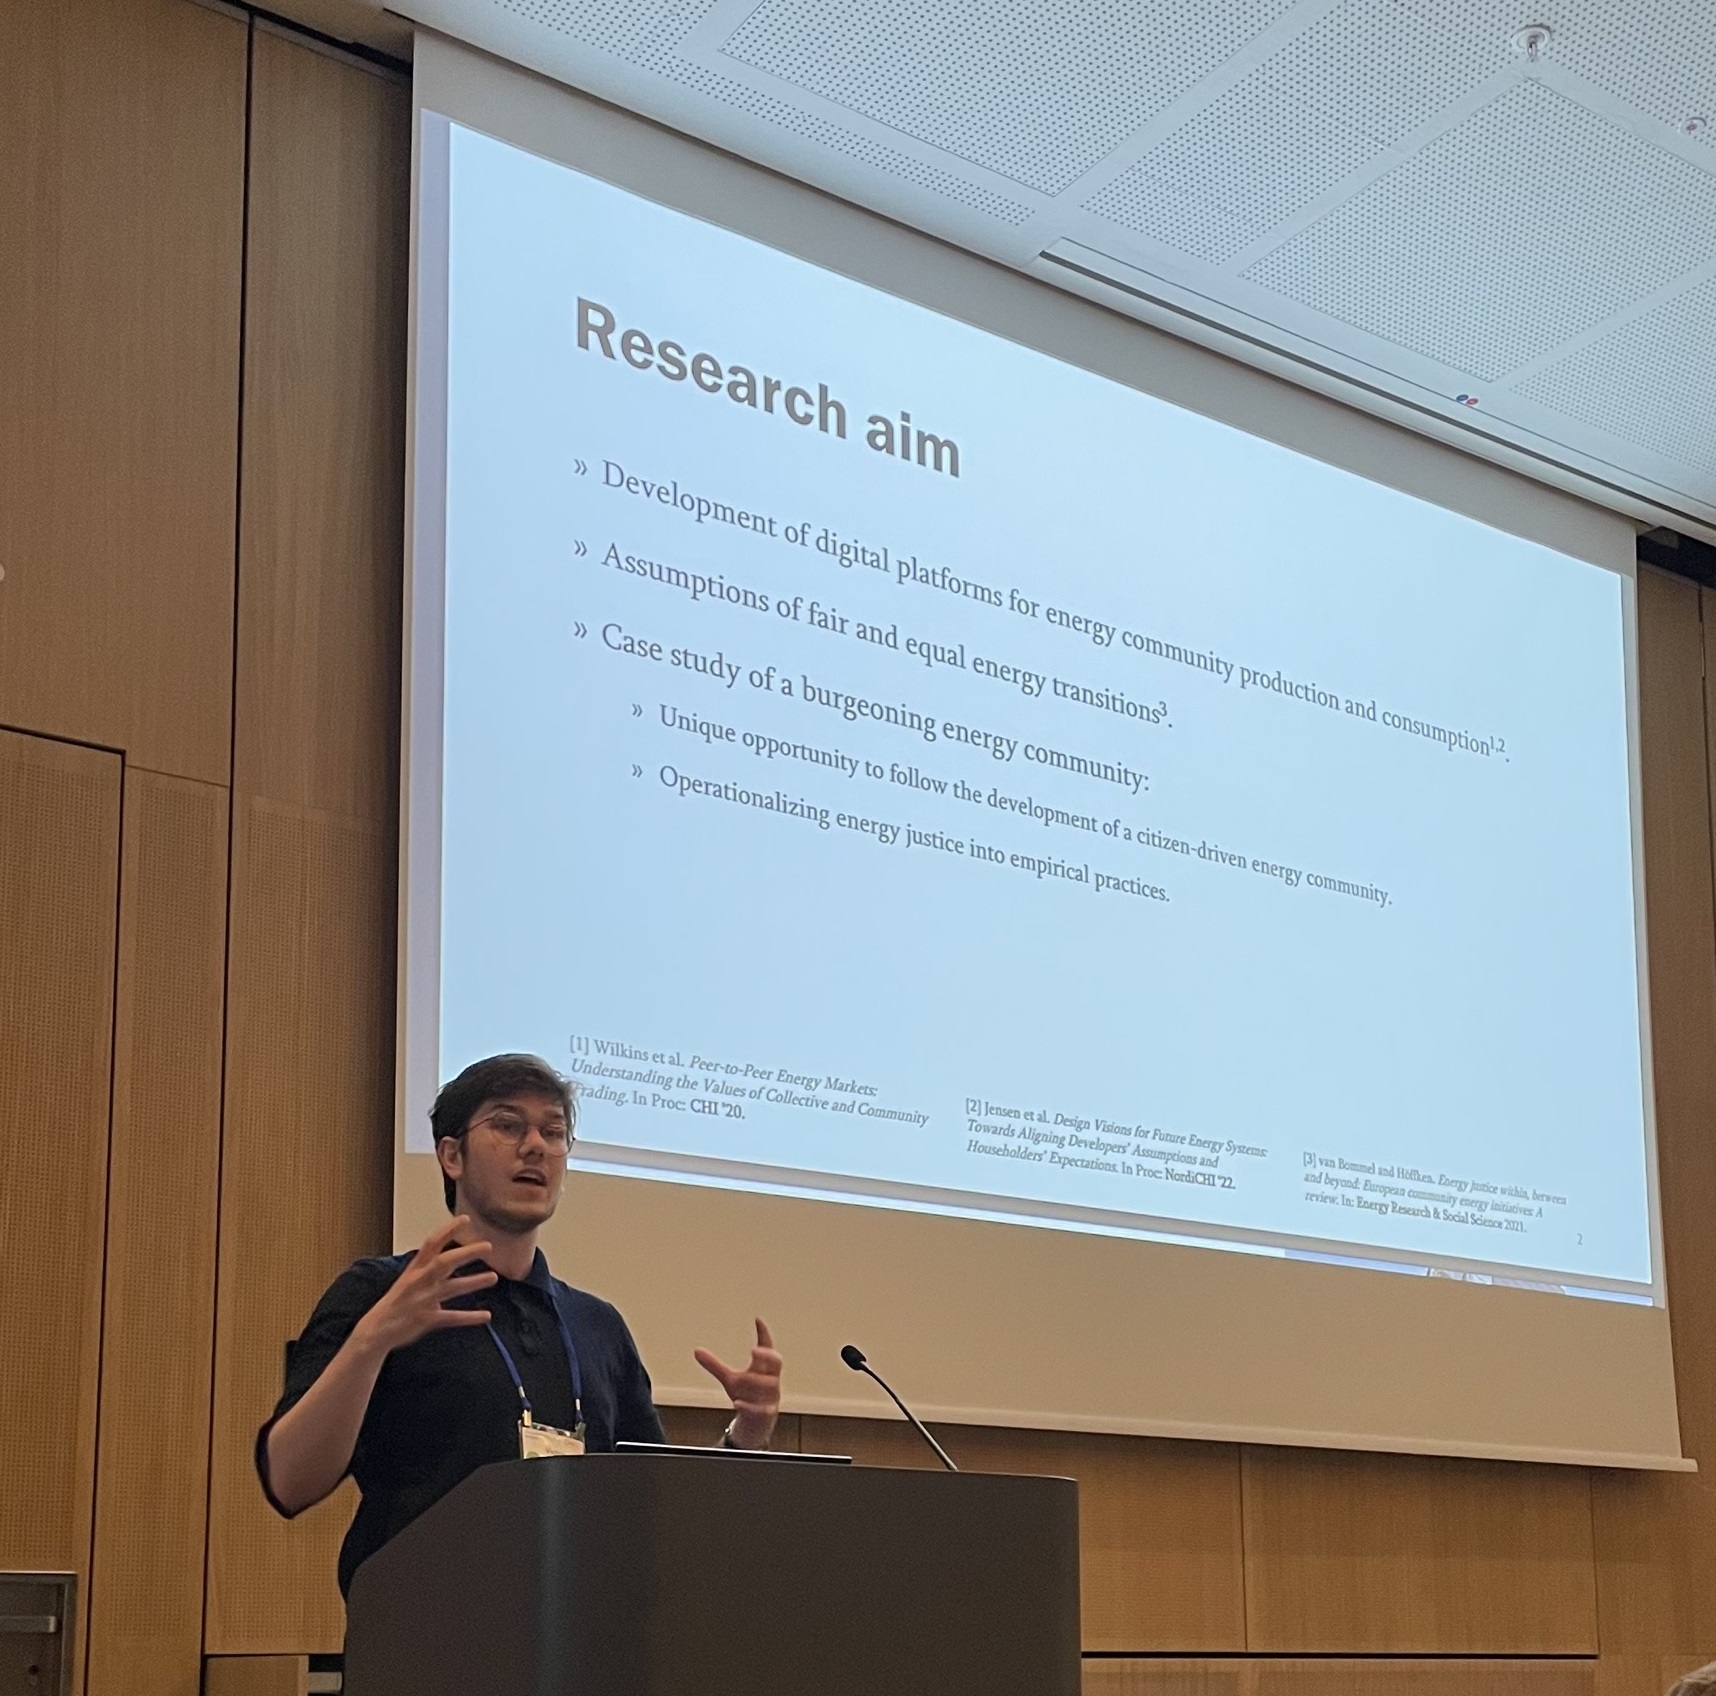 Research aim
» Development of digital platforms for energy community production and consumption1,2.
» Assumptions of fair and equal energy transitions3.
» Case study of a burgeoning energy community:
» Unique opportunity to follow the development of a citizen-driven energy community.
» Operationalizing energy justice into empirical practices.
[1] Wilkins et al. Peer-to-Peer Energy Markets:
Understanding the Values of Collective and Community
Trading. In Proc: CHI '20.
[2] Jensen et al. Design Visions for Future Energy Systems:
Towards Aligning Developers' Assumptions and
Householders' Expectations. In Proc: NordiCHI '22.
[3] van Bommel and Höffken. Energy justice within, between
and beyond: European community energy initiatives: A
review. In: Energy Research & Social Science 2021.
2